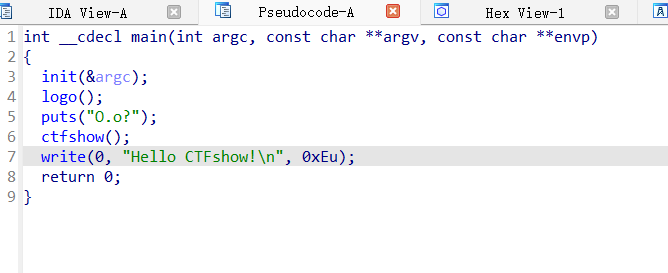 IDA View-A Pseudocode-A Hex View-1
1 int __cdecl main(int argc, const char **argv, const char **envp)
2 {
3 init(&argc);
4 logo();
5 puts("O.o?");
6 ctfshow();
7 write(0, "Hello CTFshow!\n", 0xEu);
8 return 0;
9 }